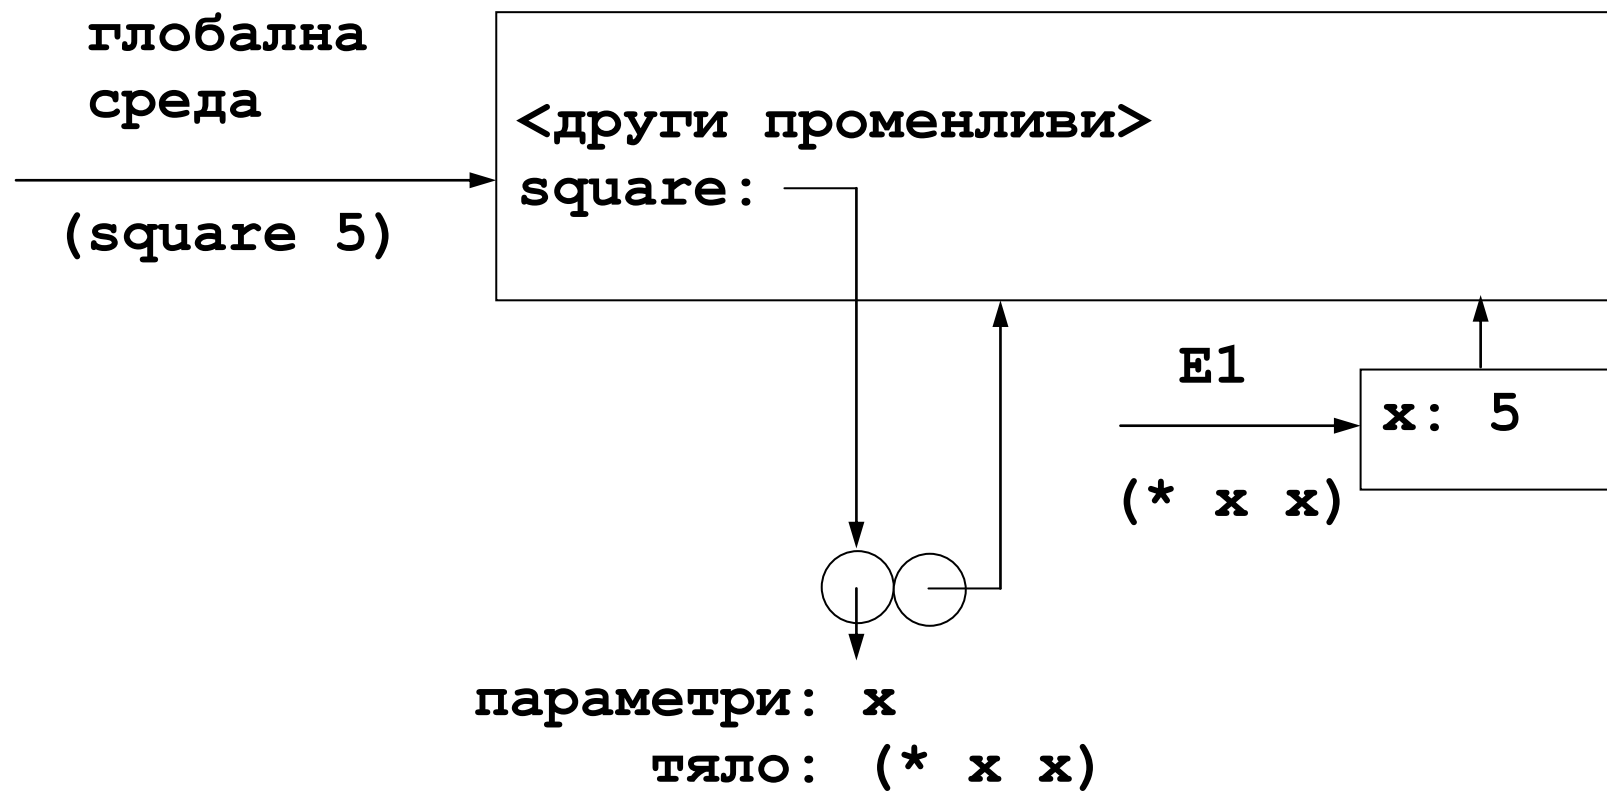 глобална
среда
<други променливи>
square:
(square 5)
E1
x: 5
(* x x)
параметри: x
тяло: (* x x)